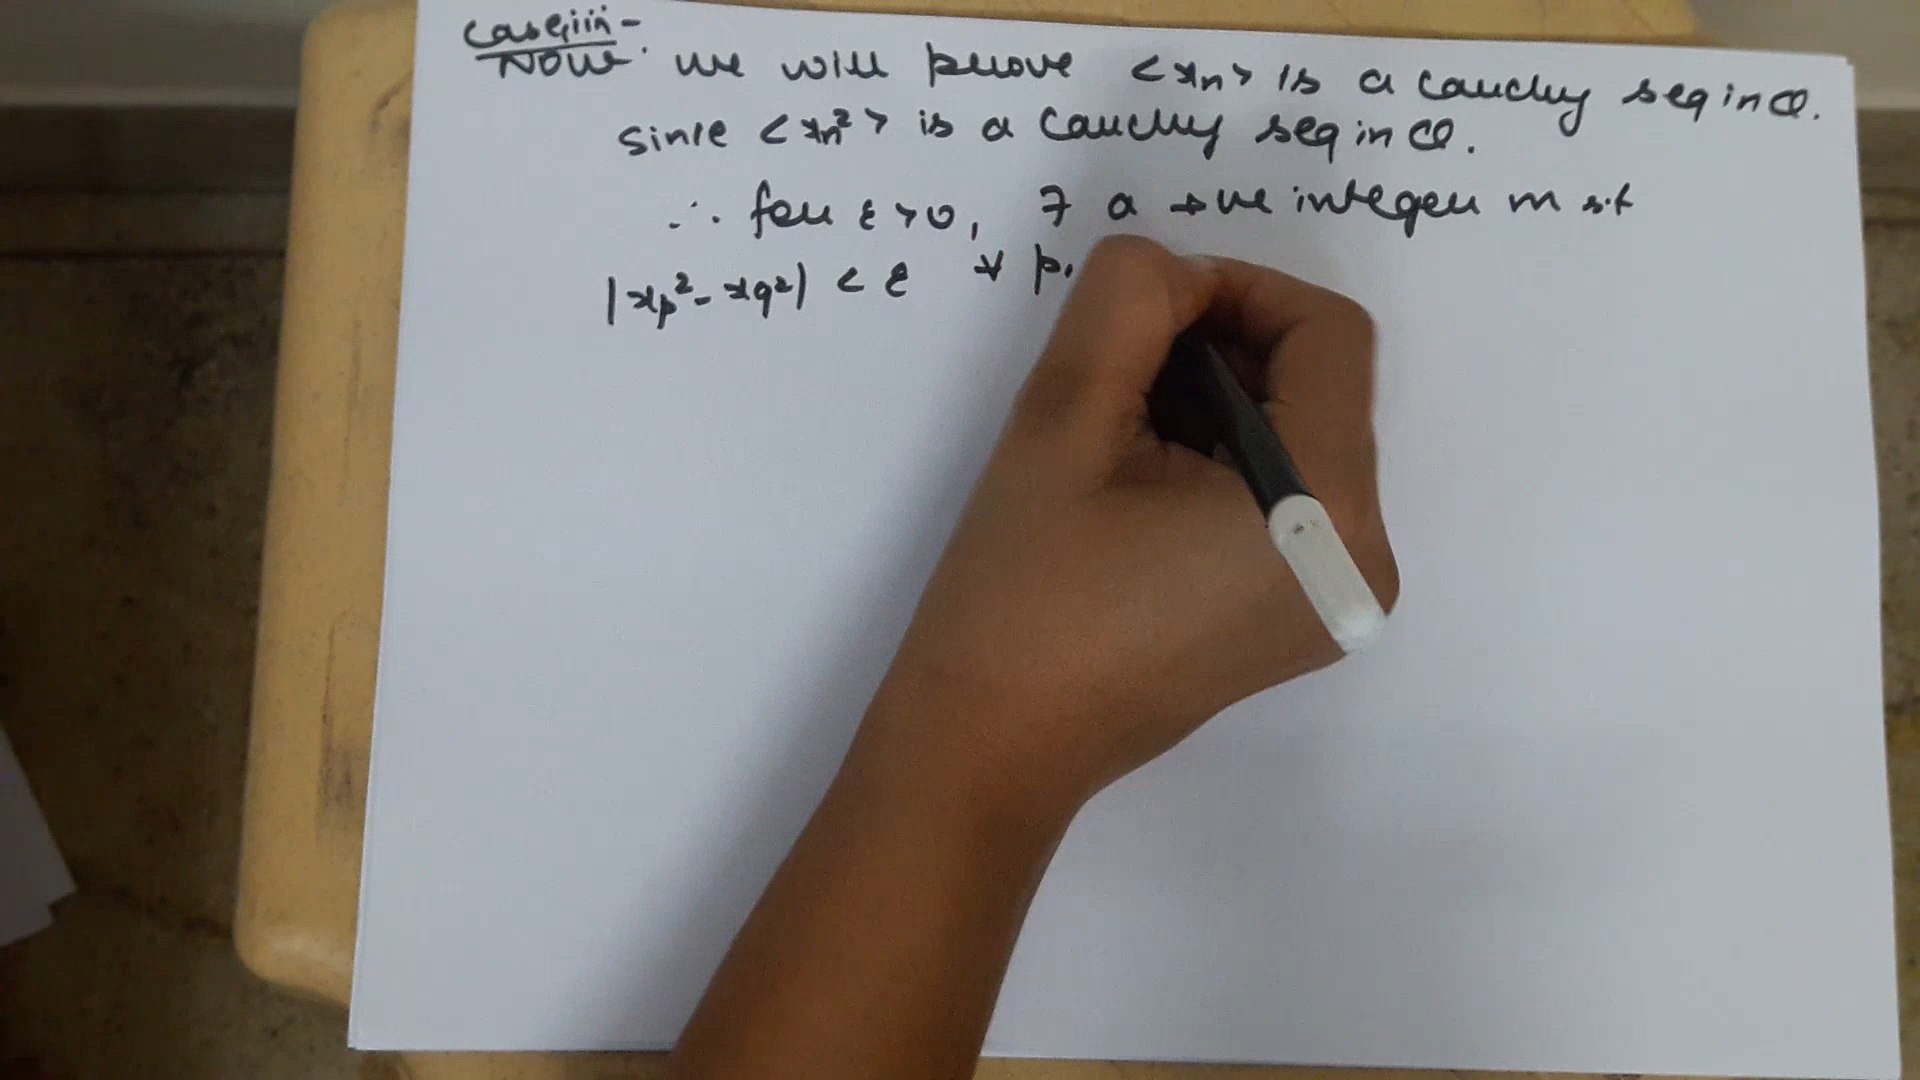 Case iii -
Now we will prove <xn> is a cauchy seq in Q.
Since <xn²> is a Cauchy seq in Q.
∴ for ε > 0, ∃ a +ve integer m s.t
|xp² - xq²| < ε ∀ p,